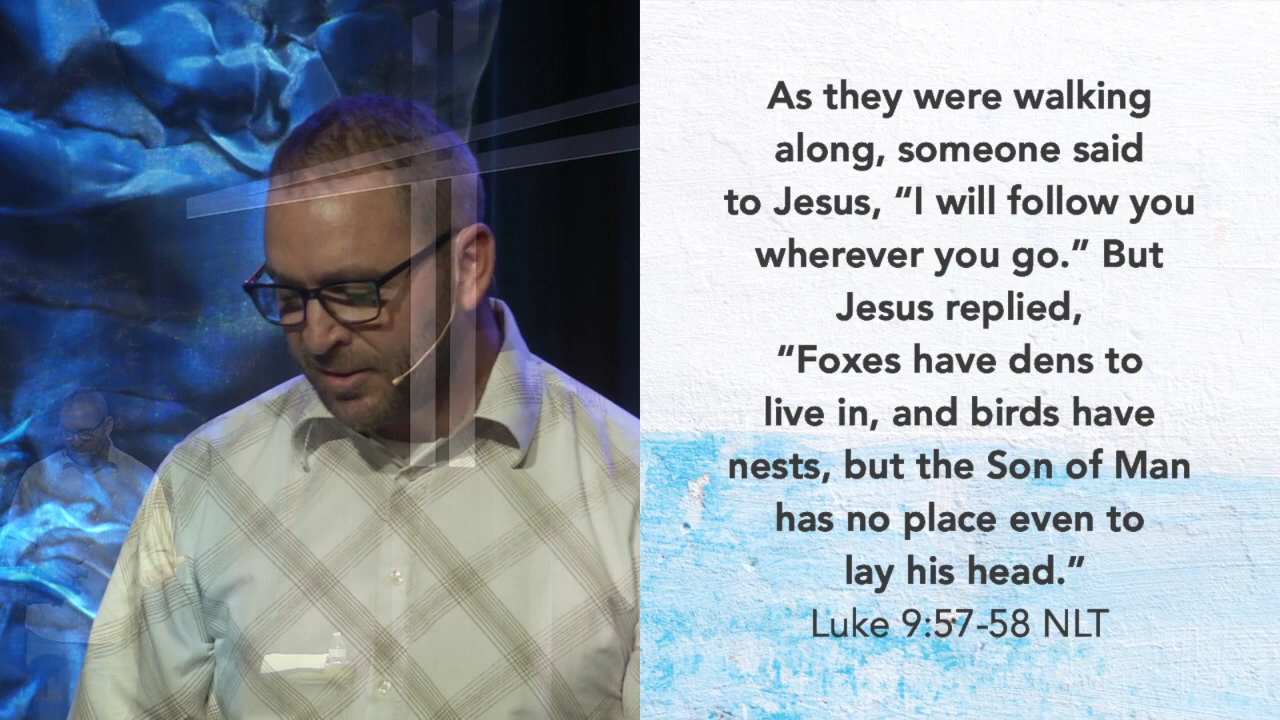 As they were walking
along, someone said
to Jesus, “I will follow you
wherever you go.” But
Jesus replied,
“Foxes have dens to
live in, and birds have
nests, but the Son of Man
has no place even to
lay his head.”
Luke 9:57-58 NLT